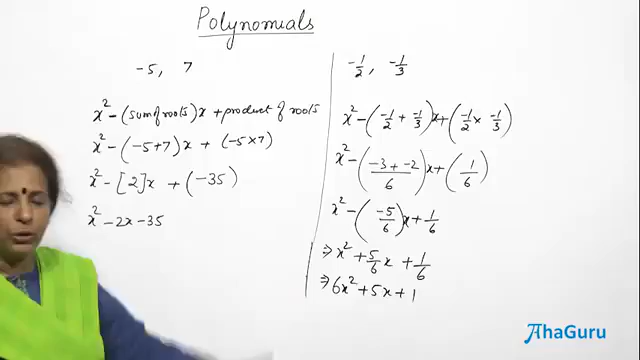 Polynomials
-5, 7
x² - (sum of roots)x + product of roots
x² - (-5+7)x + (-5×7)
x² - [2]x + (-35)
x² - 2x - 35
-1/2, -1/3
x² - (-1/2 + -1/3)x + (-1/2 × -1/3)
x² - (-3 + -2/6)x + (1/6)
x² - (-5/6)x + 1/6
⇒ x² + 5/6 x + 1/6
⇒ 6x² + 5x + 1
AhaGuru